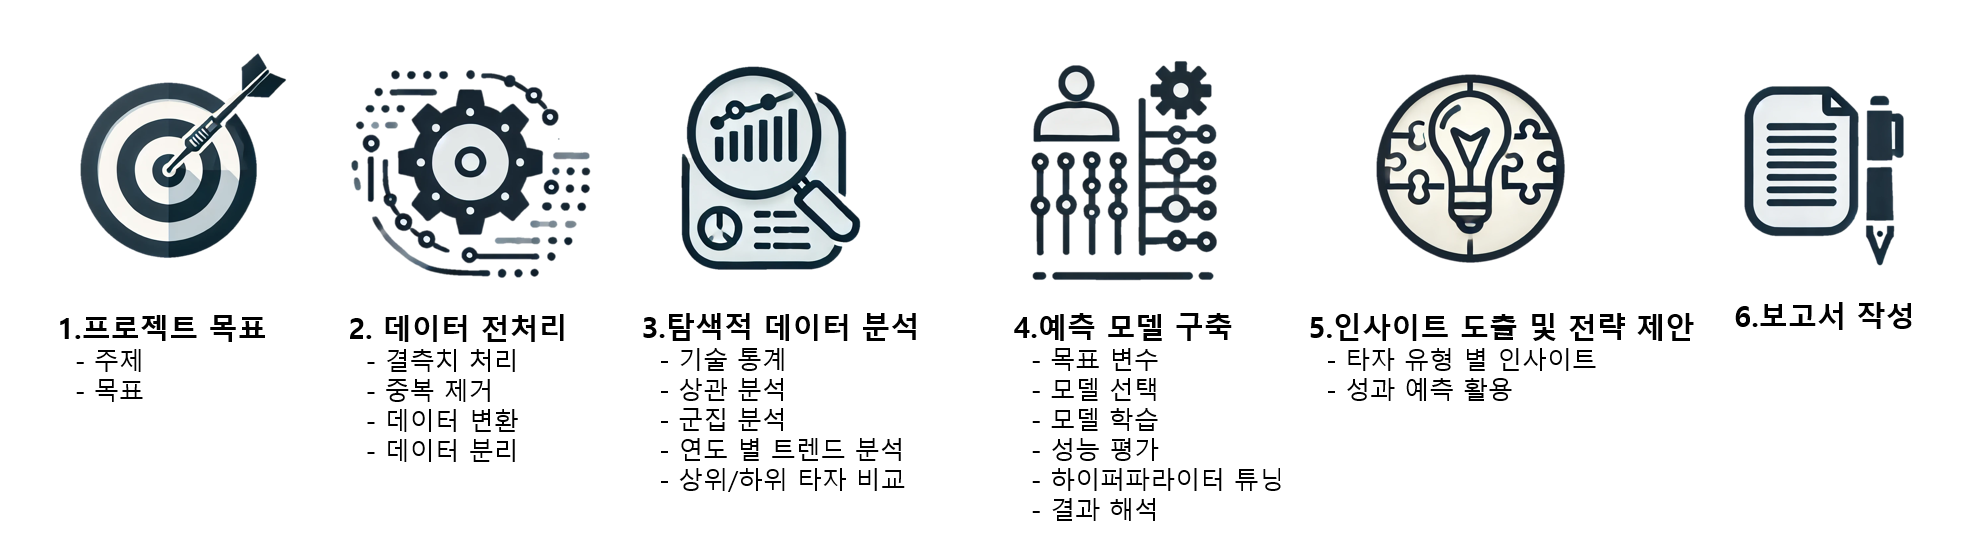 1.프로젝트 목표
- 주제
- 목표
2. 데이터 전처리
- 결측치 처리
- 중복 제거
- 데이터 변환
- 데이터 분리
3.탐색적 데이터 분석
- 기술 통계
- 상관 분석
- 군집 분석
- 연도 별 트렌드 분석
- 상위/하위 타자 비교
4.예측 모델 구축
- 목표 변수
- 모델 선택
- 모델 학습
- 성능 평가
- 하이퍼파라이터 튜닝
- 결과 해석
5.인사이트 도출 및 전략 제안
- 타자 유형 별 인사이트
- 성과 예측 활용
6.보고서 작성